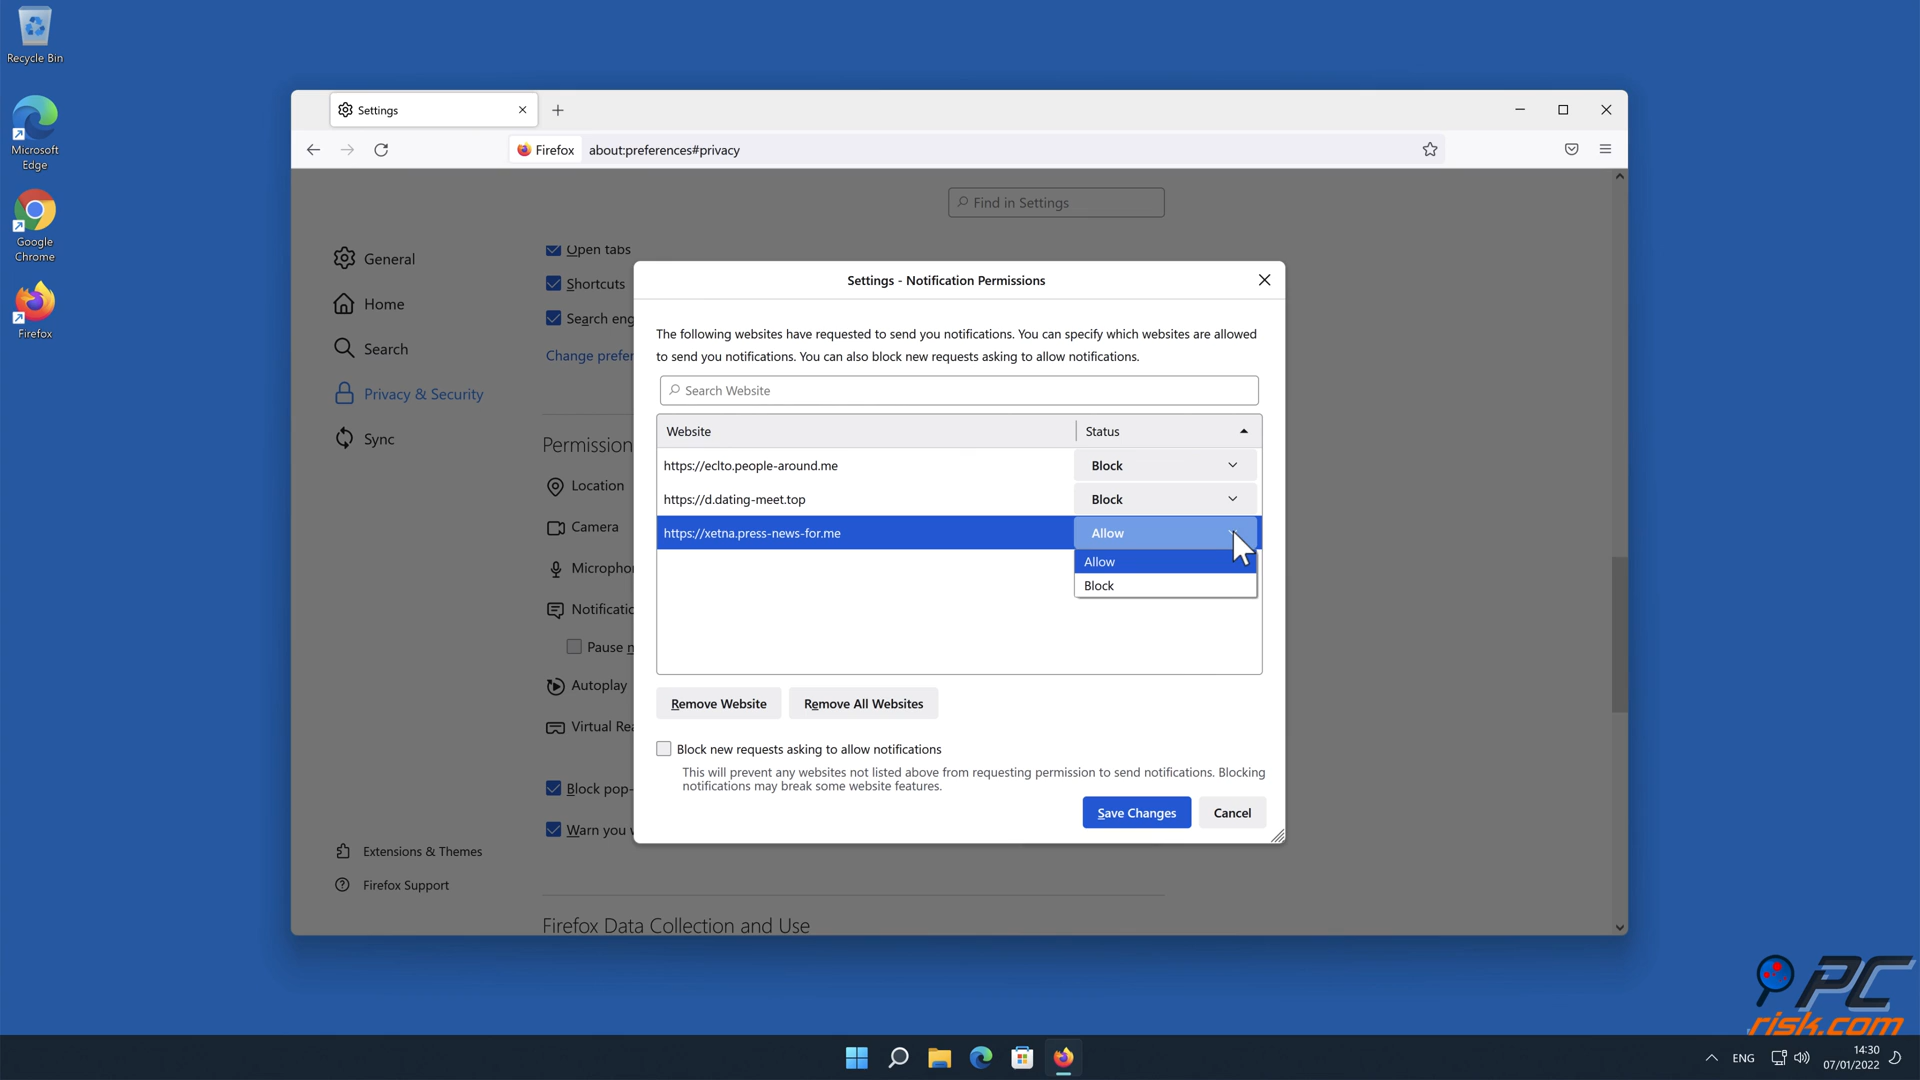 Recycle Bin
Microsoft
Edge
Google
Chrome
Firefox
Settings
Firefox
about:preferences#privacy
Find in Settings
General
Home
Search
Privacy & Security
Sync
Extensions & Themes
Firefox Support
Open tabs
Shortcuts
Search eng
Change prefer
Permission
Location
Camera
Micropho
Notificatio
Pause n
Autoplay
Virtual Rea
Block pop-
Warn you w
Firefox Data Collection and Use
Settings - Notification Permissions
The following websites have requested to send you notifications. You can specify which websites are allowed
to send you notifications. You can also block new requests asking to allow notifications.
Search Website
Website Status
https://eclto.people-around.me Block
https://d.dating-meet.top Block
https://xetna.press-news-for.me Allow
Allow
Block
Remove Website Remove All Websites
Block new requests asking to allow notifications
This will prevent any websites not listed above from requesting permission to send notifications. Blocking
notifications may break some website features.
Save Changes Cancel
PC
risk.com
ENG
14:30
07/01/2022